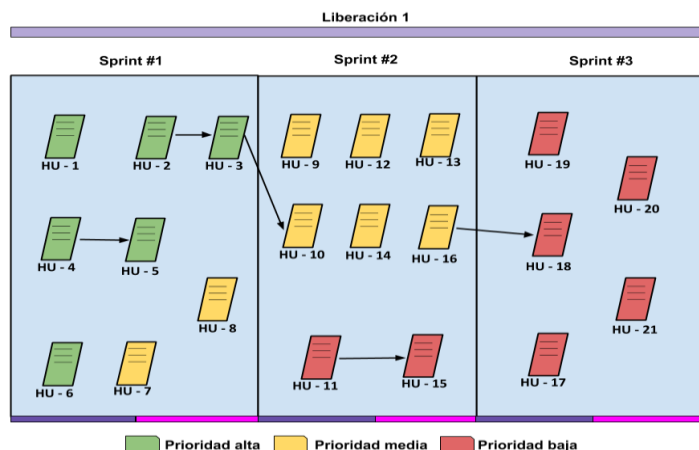 Liberación 1
Sprint #1 Sprint #2 Sprint #3
HU - 1 HU - 2 HU - 3 HU - 9 HU - 12 HU - 13 HU - 19
HU - 20
HU - 4 HU - 5 HU - 10 HU - 14 HU - 16 HU - 18
HU - 8 HU - 21
HU - 6 HU - 7 HU - 11 HU - 15 HU - 17
Prioridad alta Prioridad media Prioridad baja